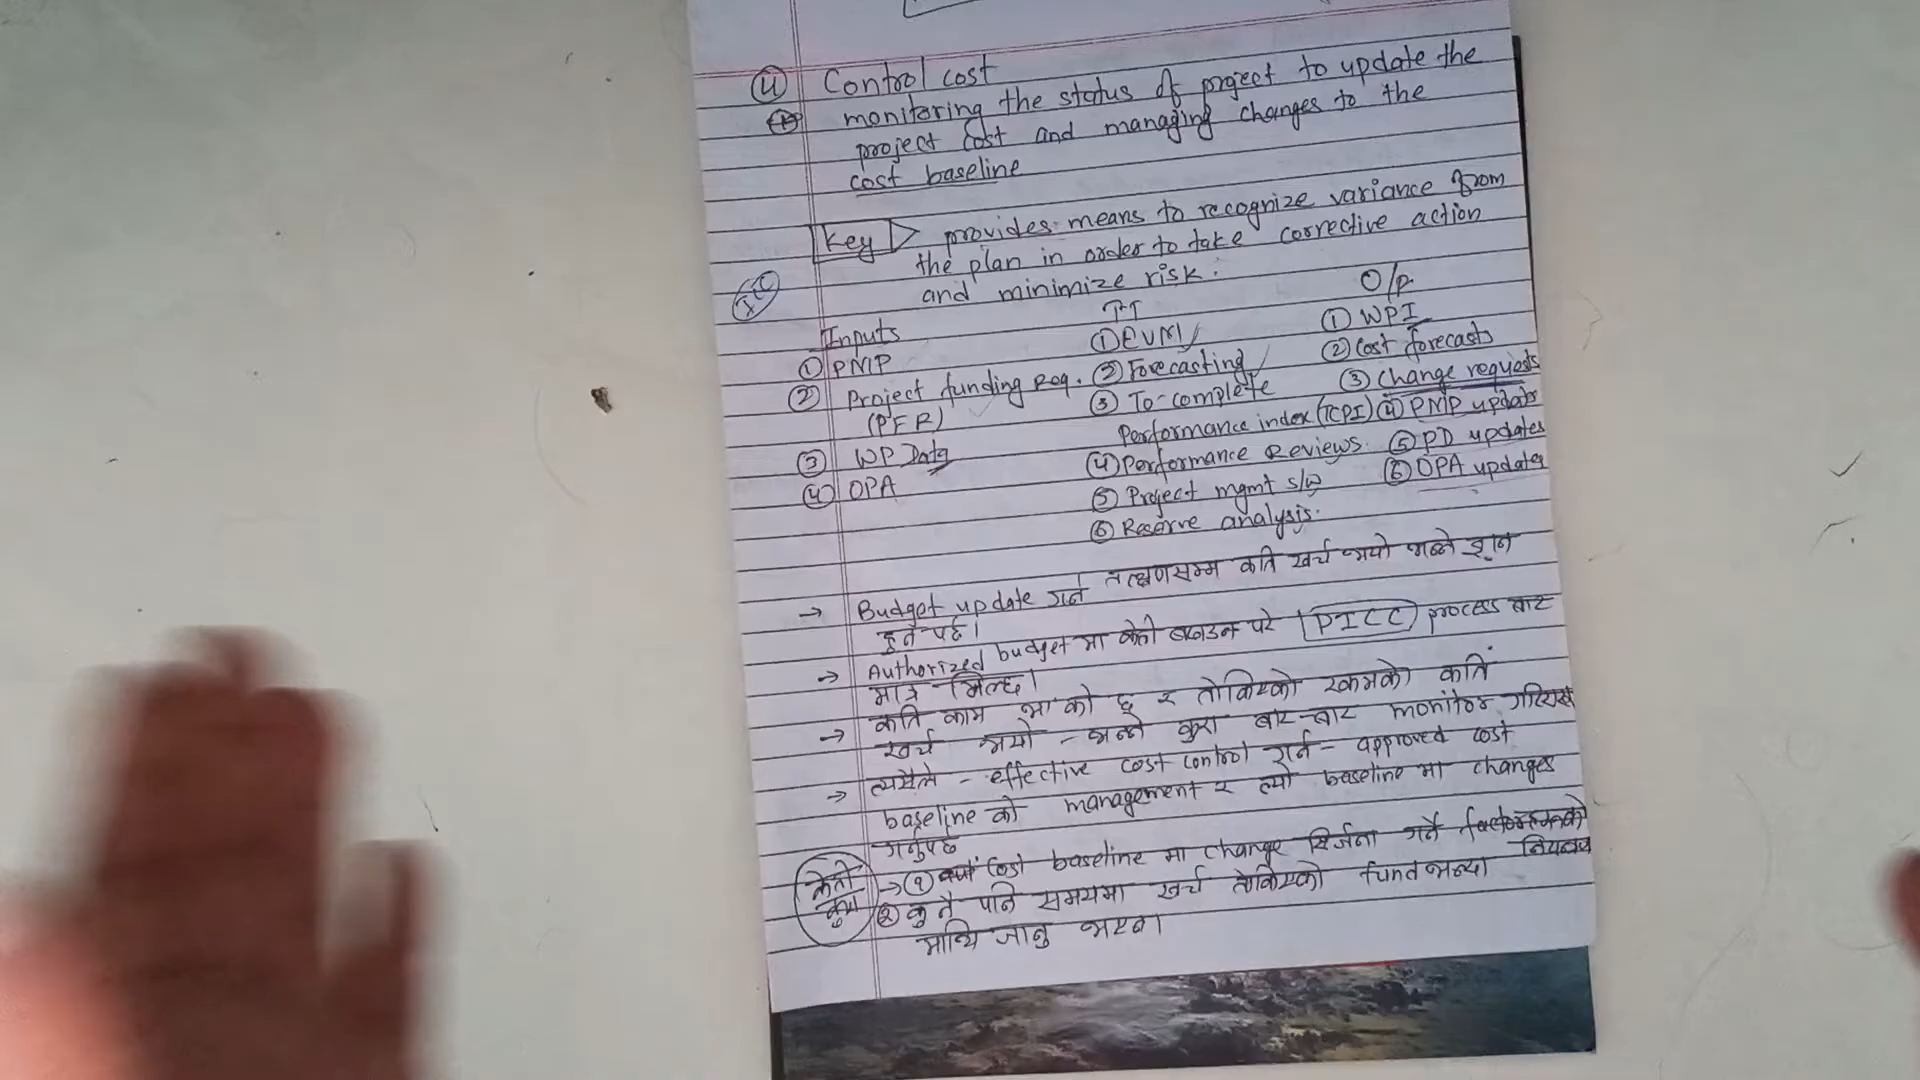 ④ Control cost
monitoring the status of project to update the
project cost and managing changes to the
cost baseline
Key provides means to recognize variance from
the plan in order to take corrective action
and minimize risk.
Inputs TT O/p
① PMP ① EVM ① WPI
② Project funding Req. ② Forecasting ② Cost forecasts
(PFR) ③ To-complete ③ Change requests
Performance index (TCPI) ④ PMP updates
③ WP Data ④ Performance Reviews. ⑤ PD updates
④ OPA ⑤ Project mgmt s/w ⑥ OPA updates
⑥ Reserve analysis.
→ Budget update गर्न तत्क्षणसम्म कति खर्च भयो भन्ने ज्ञान
हुनै पर्छ।
→ Authorized budget मा केही बढाउन परे PICC process बाट
मात्र मिल्छ।
→ कति काम भा को छ र तोकिएको रकमको कति
खर्च भयो - भन्ने कुरा बार-बार monitor
→ त्यसैले - effective cost control गर्न - approved cost
baseline को management र त्यो baseline मा changes
गर्नुपर्छ
केही कुरा → (१) cost baseline मा change सिर्जना गर्ने factorहरूको नियन्त्रण
(२) कुनै पनि समयमा खर्च तोकिएको fund भन्दा
माथि जानु भएन।